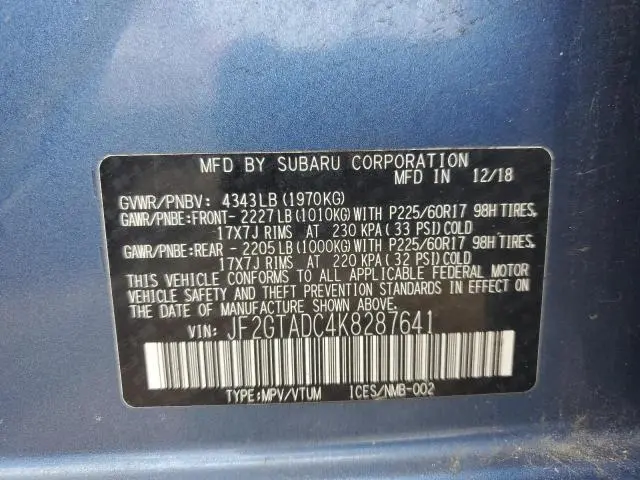 MFD BY SUBARU CORPORATION
MFD IN 12/18
GVWR/PNBV: 4343LB(1970KG)
GAWR/PNBE:FRONT- 2227LB(1010KG)WITH P225/60R17 98H TIRES,
17X7J RIMS AT 230 KPA(33 PSI)COLD
GAWR/PNBE:REAR - 2205LB(1000KG)WITH P225/60R17 98H TIRES,
17X7J RIMS AT 220 KPA(32 PSI)COLD
THIS VEHICLE CONFORMS TO ALL APPLICABLE FEDERAL MOTOR
VEHICLE SAFETY AND THEFT PREVENTION STANDARDS IN EFFECT ON
THE DATE OF MANUFACTURE SHOWN ABOVE.
VIN: JF2GTADC4K8287641
TYPE:MPV/VTUM ICES/NMB-002